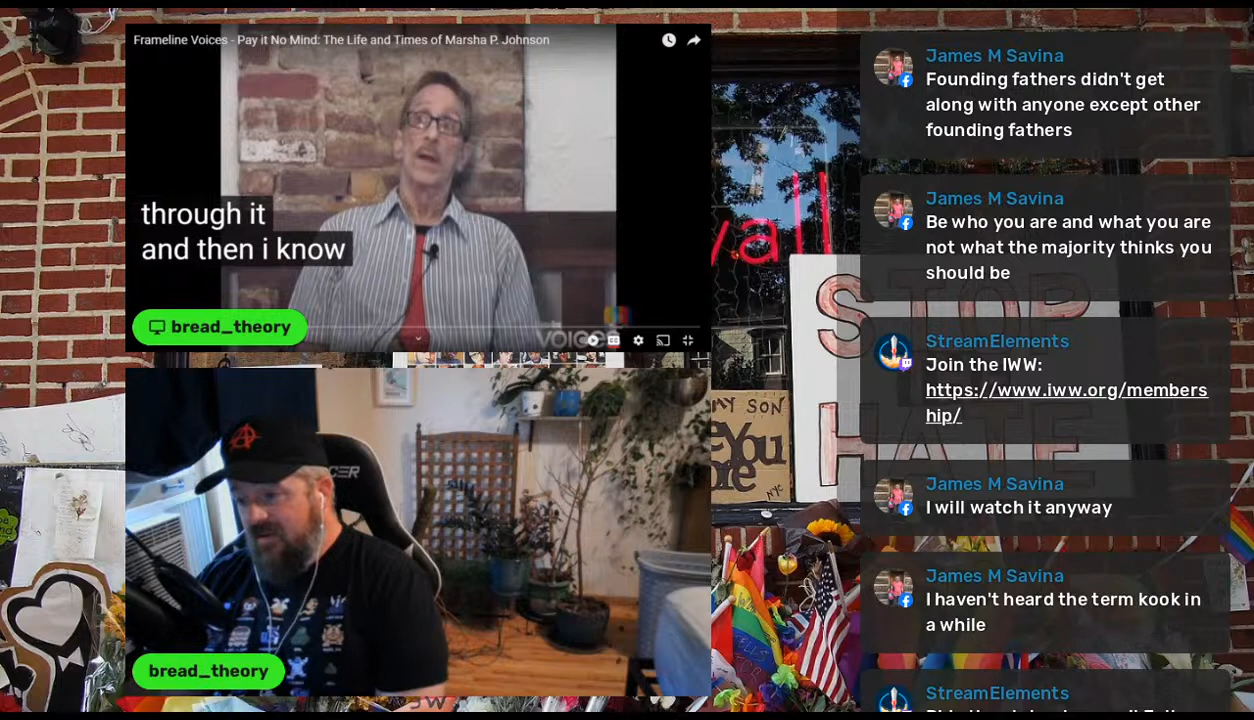 Frameline Voices - Pay it No Mind: The Life and Times of Marsha P. Johnson
through it
and then i know
VOICES
bread_theory
bread_theory
James M Savina
Founding fathers didn't get
along with anyone except other
founding fathers
James M Savina
Be who you are and what you are
not what the majority thinks you
should be
StreamElements
Join the IWW:
https://www.iww.org/members
hip/
James M Savina
I will watch it anyway
James M Savina
I haven't heard the term kook in
a while
StreamElements
STOP
HATE
MY SON
NYC